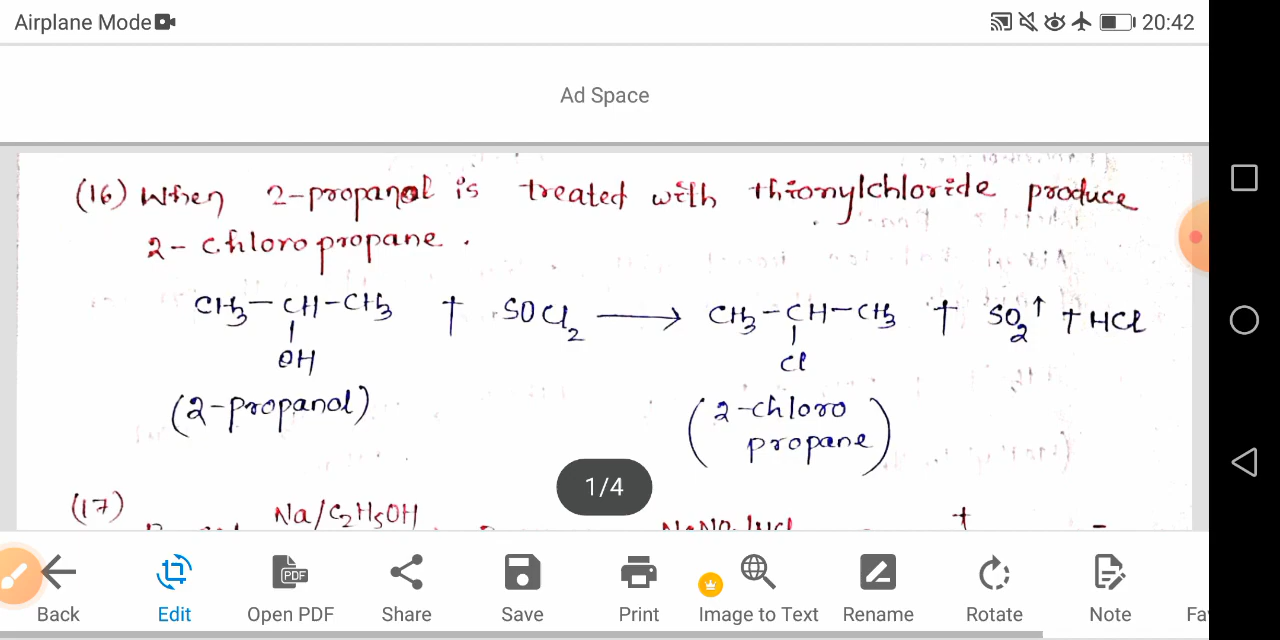 Airplane Mode 20:42
Ad Space
(16) When 2-propanol is treated with thionylchloride produce
2-chloropropane.
CH3-CH-CH3 + SOCl2 → CH3-CH-CH3 + SO2↑ + HCl
OH Cl
(2-propanol) (2-chloro
propane)
1/4
(17)
Na/C2H5OH
+ -
PDF
Back Edit Open PDF Share Save Print Image to Text Rename Rotate Note Fa